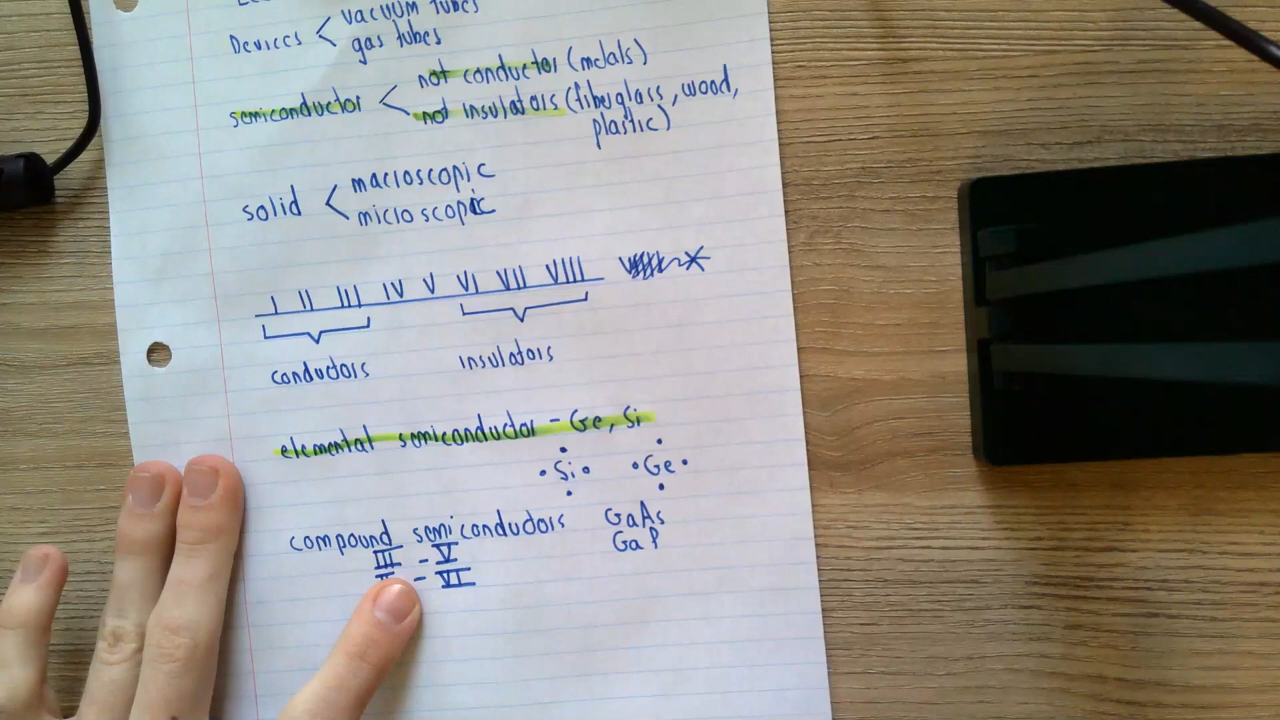 Devices < vacuum tubes
gas tubes
semiconductor < not conductor (metals)
not insulators (fiberglass, wood,
plastic)
solid < macroscopic
microscopic
I II III IV V VI VII VIII
conductors insulators
elemental semiconductor - Ge, Si
Si Ge
compound semiconductors GaAs
III - V GaP
- VI